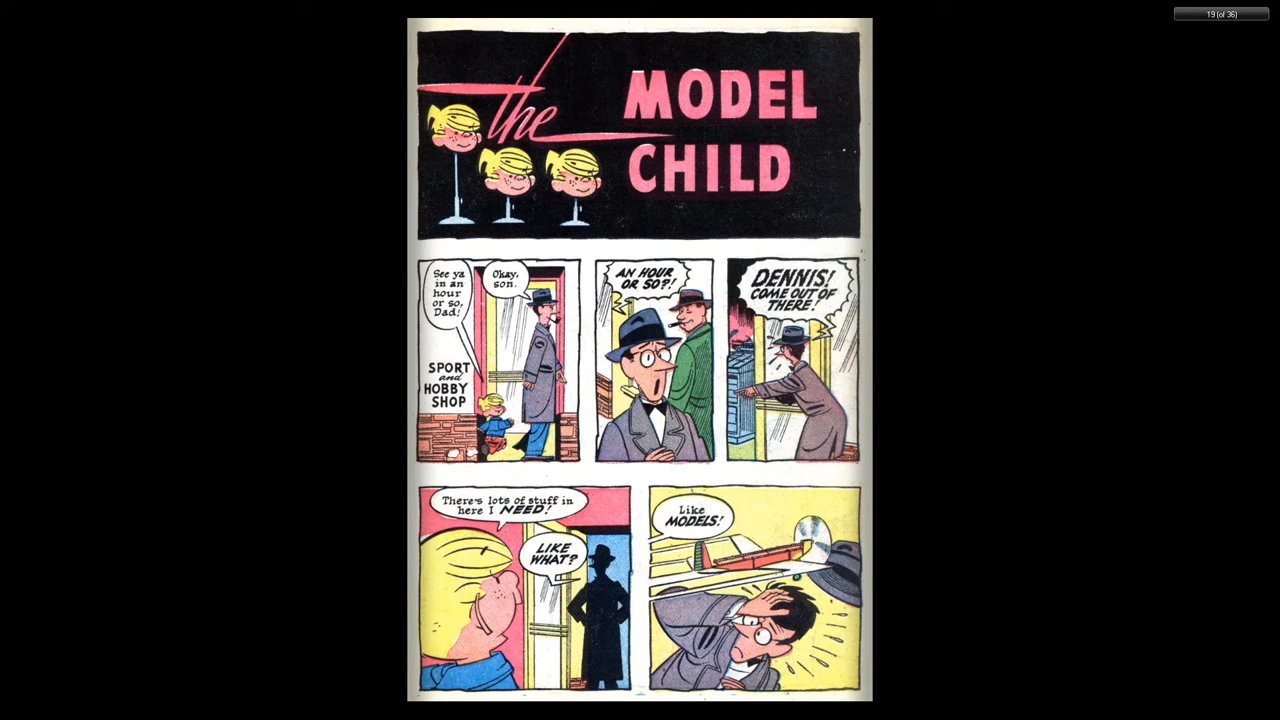 19 (of 36)
the
MODEL
CHILD
See ya
in an
hour
or so,
Dad!
Okay,
son.
SPORT
and
HOBBY
SHOP
AN HOUR
OR SO?!
DENNIS!
COME OUT OF
THERE!
There's lots of stuff in
here I NEED!
LIKE
WHAT?
Like
MODELS!